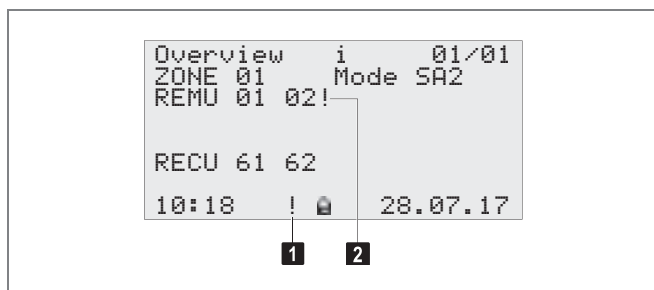 Overview i 01/01
ZONE 01 Mode SA2
REMU 01 02!
RECU 61 62
10:18 ! 28.07.17
1 2